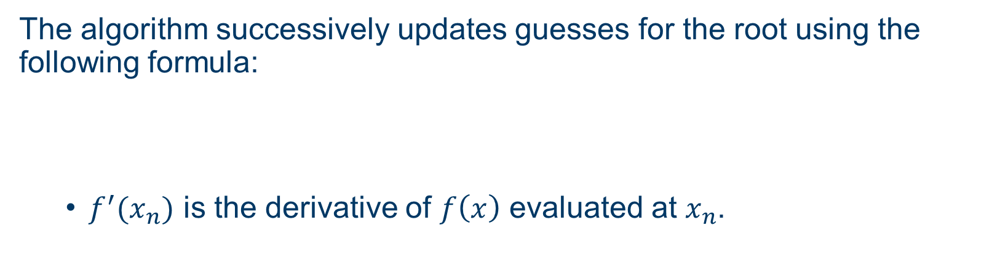 The algorithm successively updates guesses for the root using the
following formula:
• f′(xₙ) is the derivative of f(x) evaluated at xₙ.